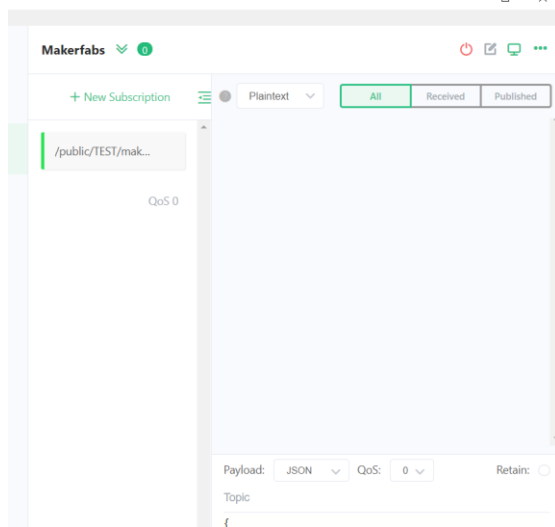 Makerfabs 0
+ New Subscription
Plaintext
All Received Published
/public/TEST/mak...
QoS 0
Payload: JSON QoS: 0 Retain:
Topic
{